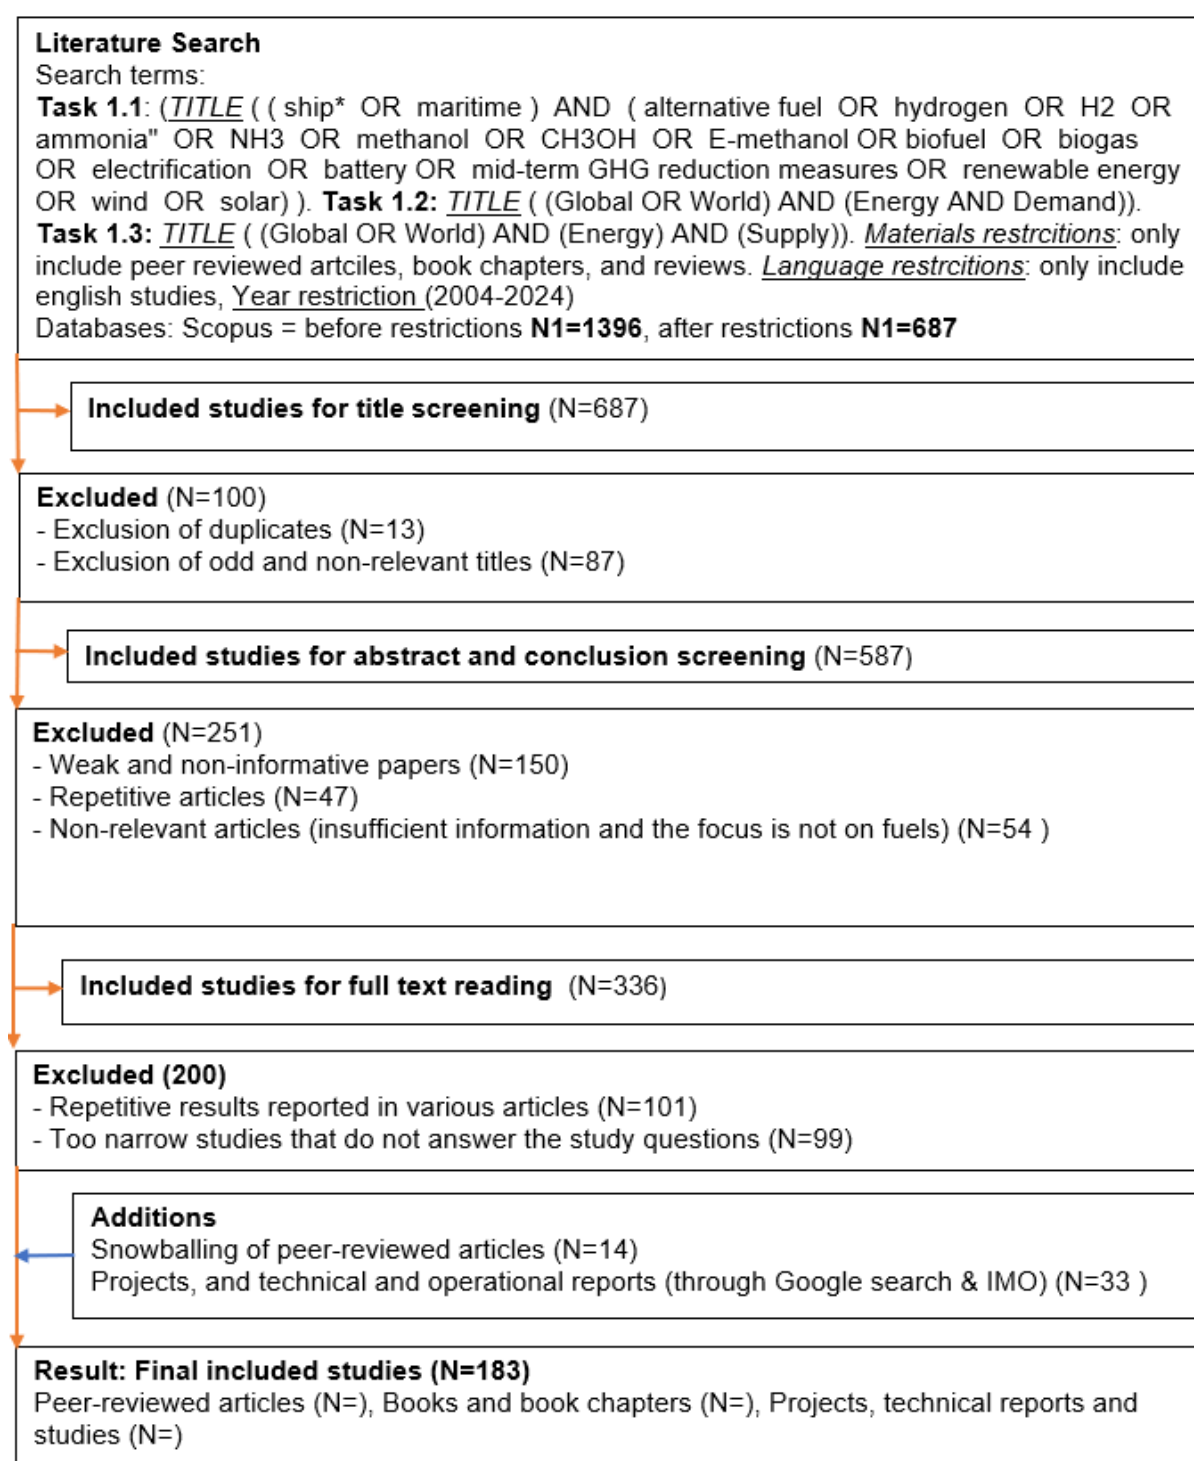 Literature Search
Search terms:
Task 1.1: (TITLE ( ( ship* OR maritime ) AND ( alternative fuel OR hydrogen OR H2 OR
ammonia" OR NH3 OR methanol OR CH3OH OR E-methanol OR biofuel OR biogas
OR electrification OR battery OR mid-term GHG reduction measures OR renewable energy
OR wind OR solar) ). Task 1.2: TITLE ( (Global OR World) AND (Energy AND Demand)).
Task 1.3: TITLE ( (Global OR World) AND (Energy) AND (Supply)). Materials restrcitions: only
include peer reviewed artciles, book chapters, and reviews. Language restrcitions: only include
english studies, Year restriction (2004-2024)
Databases: Scopus = before restrictions N1=1396, after restrictions N1=687
Included studies for title screening (N=687)
Excluded (N=100)
- Exclusion of duplicates (N=13)
- Exclusion of odd and non-relevant titles (N=87)
Included studies for abstract and conclusion screening (N=587)
Excluded (N=251)
- Weak and non-informative papers (N=150)
- Repetitive articles (N=47)
- Non-relevant articles (insufficient information and the focus is not on fuels) (N=54 )
Included studies for full text reading (N=336)
Excluded (200)
- Repetitive results reported in various articles (N=101)
- Too narrow studies that do not answer the study questions (N=99)
Additions
Snowballing of peer-reviewed articles (N=14)
Projects, and technical and operational reports (through Google search & IMO) (N=33 )
Result: Final included studies (N=183)
Peer-reviewed articles (N=), Books and book chapters (N=), Projects, technical reports and
studies (N=)